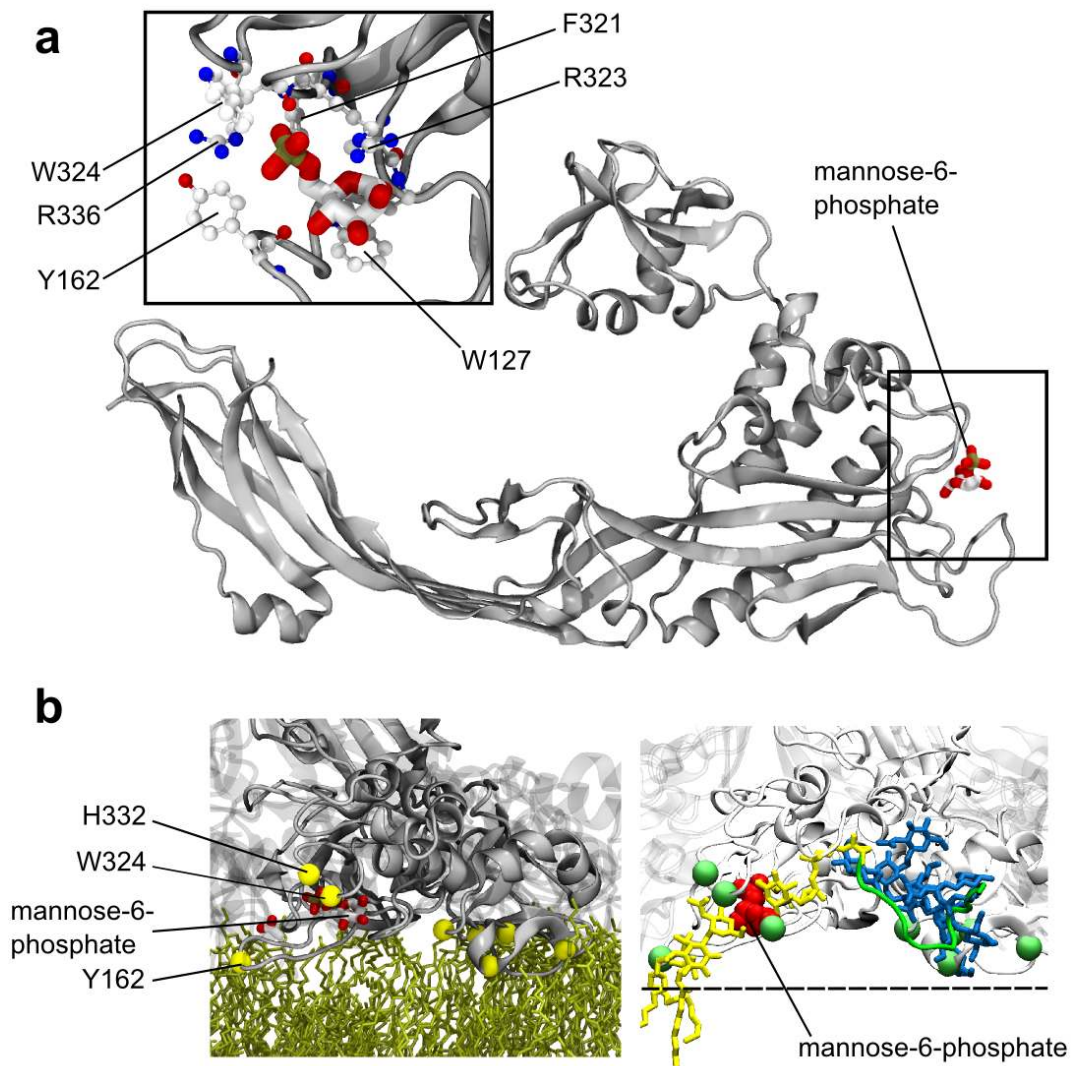 a
F321
R323
W324
R336
Y162
W127
mannose-6-
phosphate
b
H332
W324
mannose-6-
phosphate
Y162
mannose-6-phosphate